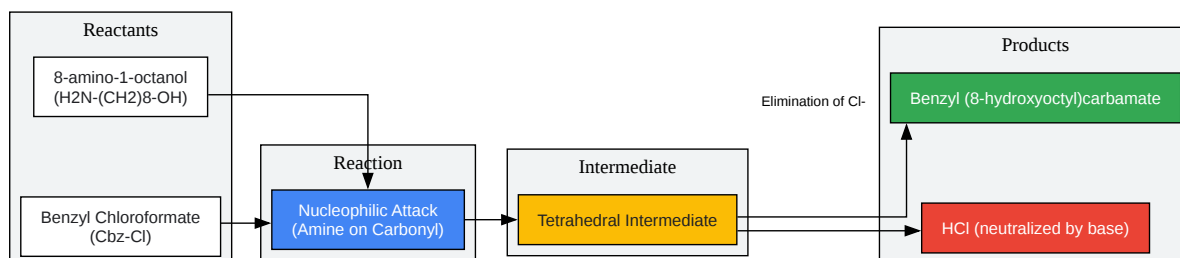 Reactants
8-amino-1-octanol
(H2N-(CH2)8-OH)
Benzyl Chloroformate
(Cbz-Cl)
Reaction
Nucleophilic Attack
(Amine on Carbonyl)
Intermediate
Tetrahedral Intermediate
Elimination of Cl-
Products
Benzyl (8-hydroxyoctyl)carbamate
HCl (neutralized by base)